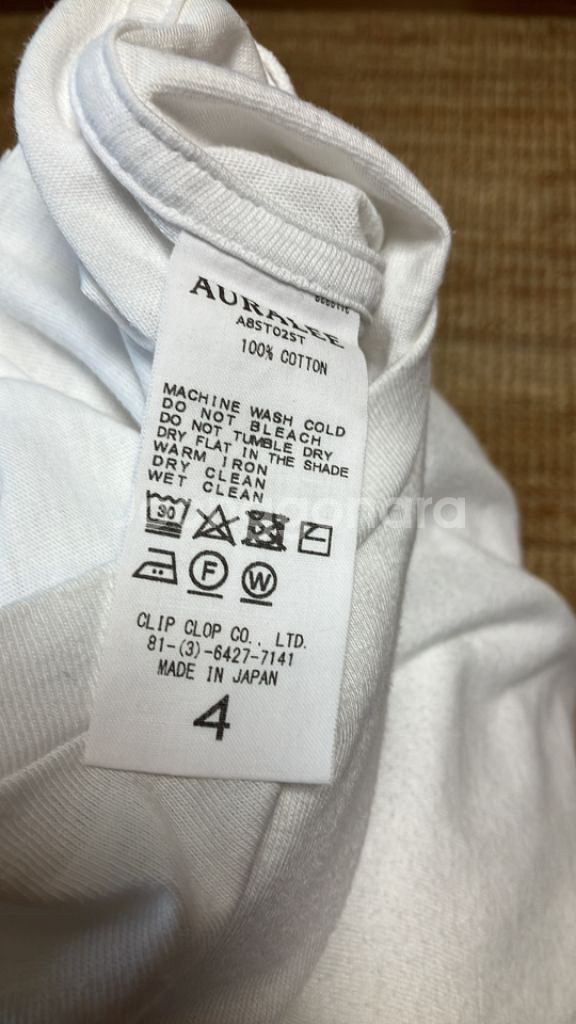 AURALEE
A8ST02ST
100% COTTON
MACHINE WASH COLD
DO NOT BLEACH
DO NOT TUMBLE DRY
DRY FLAT IN THE SHADE
WARM IRON
DRY CLEAN
WET CLEAN
30
F W
CLIP CLOP CO., LTD.
81-(3)-6427-7141
MADE IN JAPAN
4